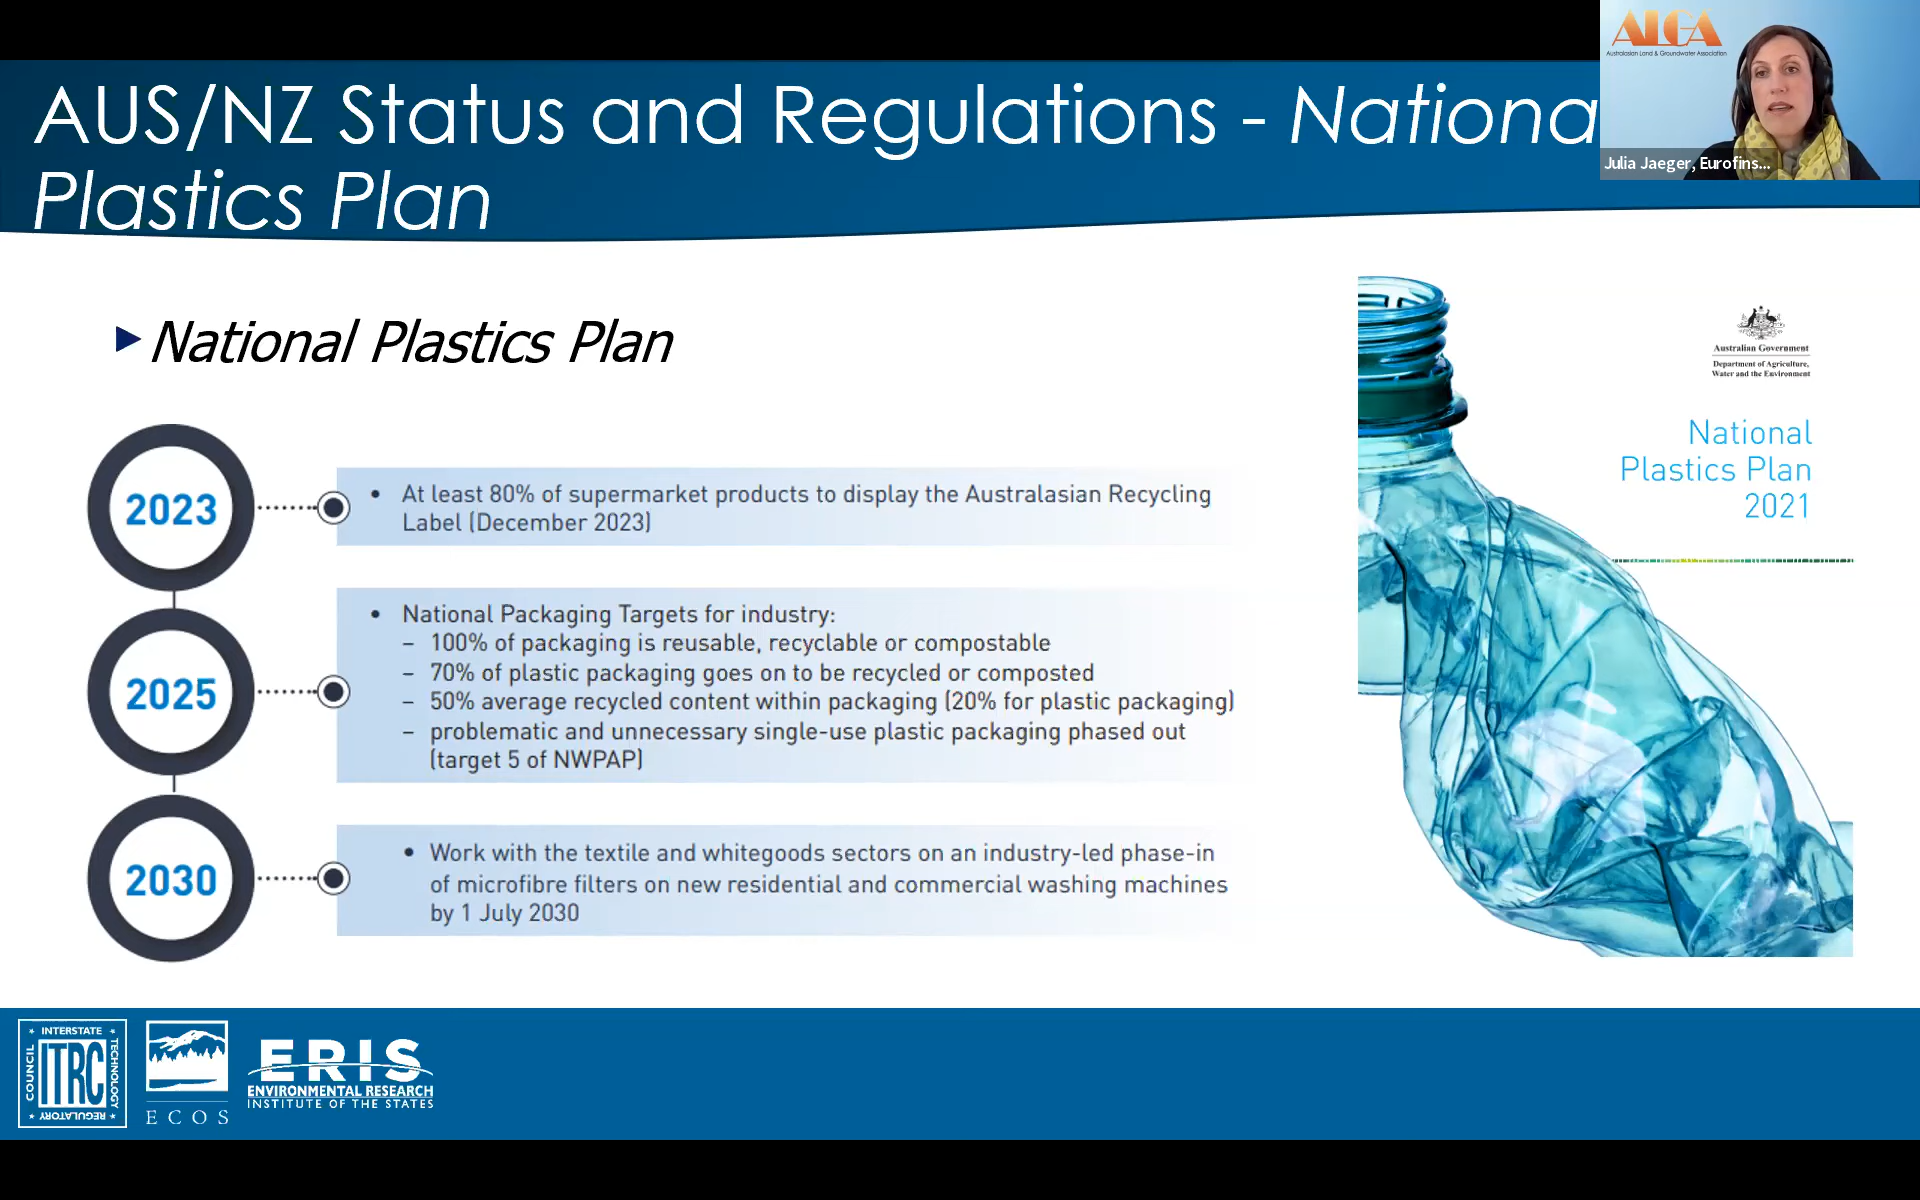 ALGA
Australasian Land & Groundwater Association
Julia Jaeger, Eurofins...
AUS/NZ Status and Regulations - Nationa
Plastics Plan
National Plastics Plan
2023
• At least 80% of supermarket products to display the Australasian Recycling
Label (December 2023)
2025
• National Packaging Targets for industry:
– 100% of packaging is reusable, recyclable or compostable
– 70% of plastic packaging goes on to be recycled or composted
– 50% average recycled content within packaging (20% for plastic packaging)
– problematic and unnecessary single-use plastic packaging phased out
(target 5 of NWPAP)
2030
• Work with the textile and whitegoods sectors on an industry-led phase-in
of microfibre filters on new residential and commercial washing machines
by 1 July 2030
Australian Government
Department of Agriculture,
Water and the Environment
National
Plastics Plan
2021
INTERSTATE
TECHNOLOGY
REGULATORY
COUNCIL
ITRC
ECOS
ERIS
ENVIRONMENTAL RESEARCH
INSTITUTE OF THE STATES